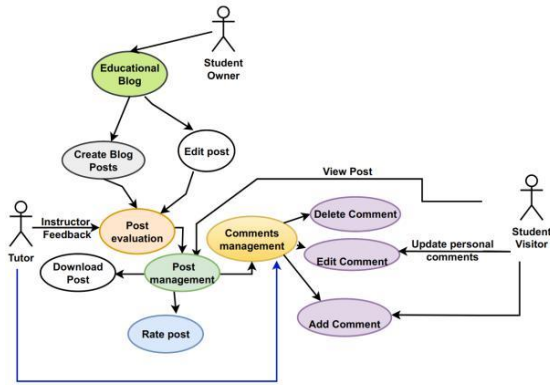 Student
Owner
Educational
Blog
Create Blog
Posts
Edit post
View Post
Instructor
Feedback
Tutor
Post
evaluation
Comments
management
Delete Comment
Student
Visitor
Update personal
comments
Edit Comment
Download
Post
Post
management
Rate post
Add Comment